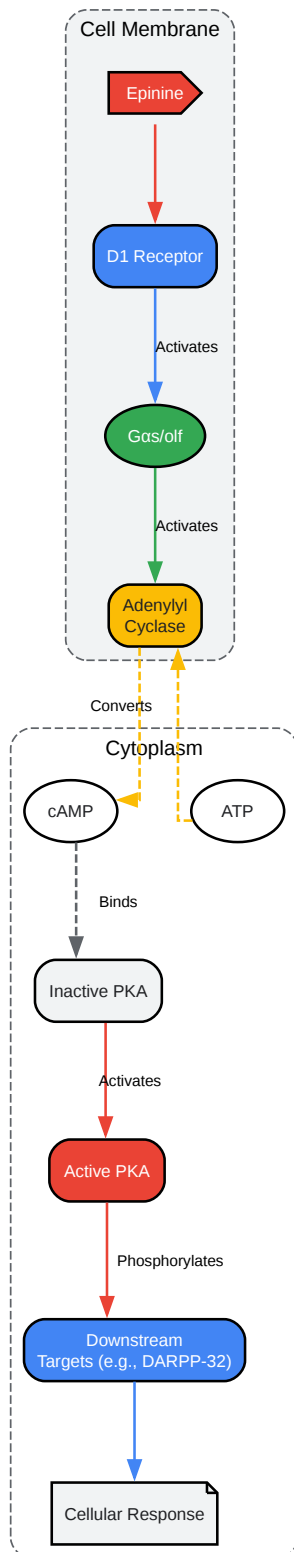 Cell Membrane
Epinine
D1 Receptor
Activates
Gαs/olf
Activates
Adenylyl
Cyclase
Converts
Cytoplasm
cAMP
ATP
Binds
Inactive PKA
Activates
Active PKA
Phosphorylates
Downstream
Targets (e.g., DARPP-32)
Cellular Response